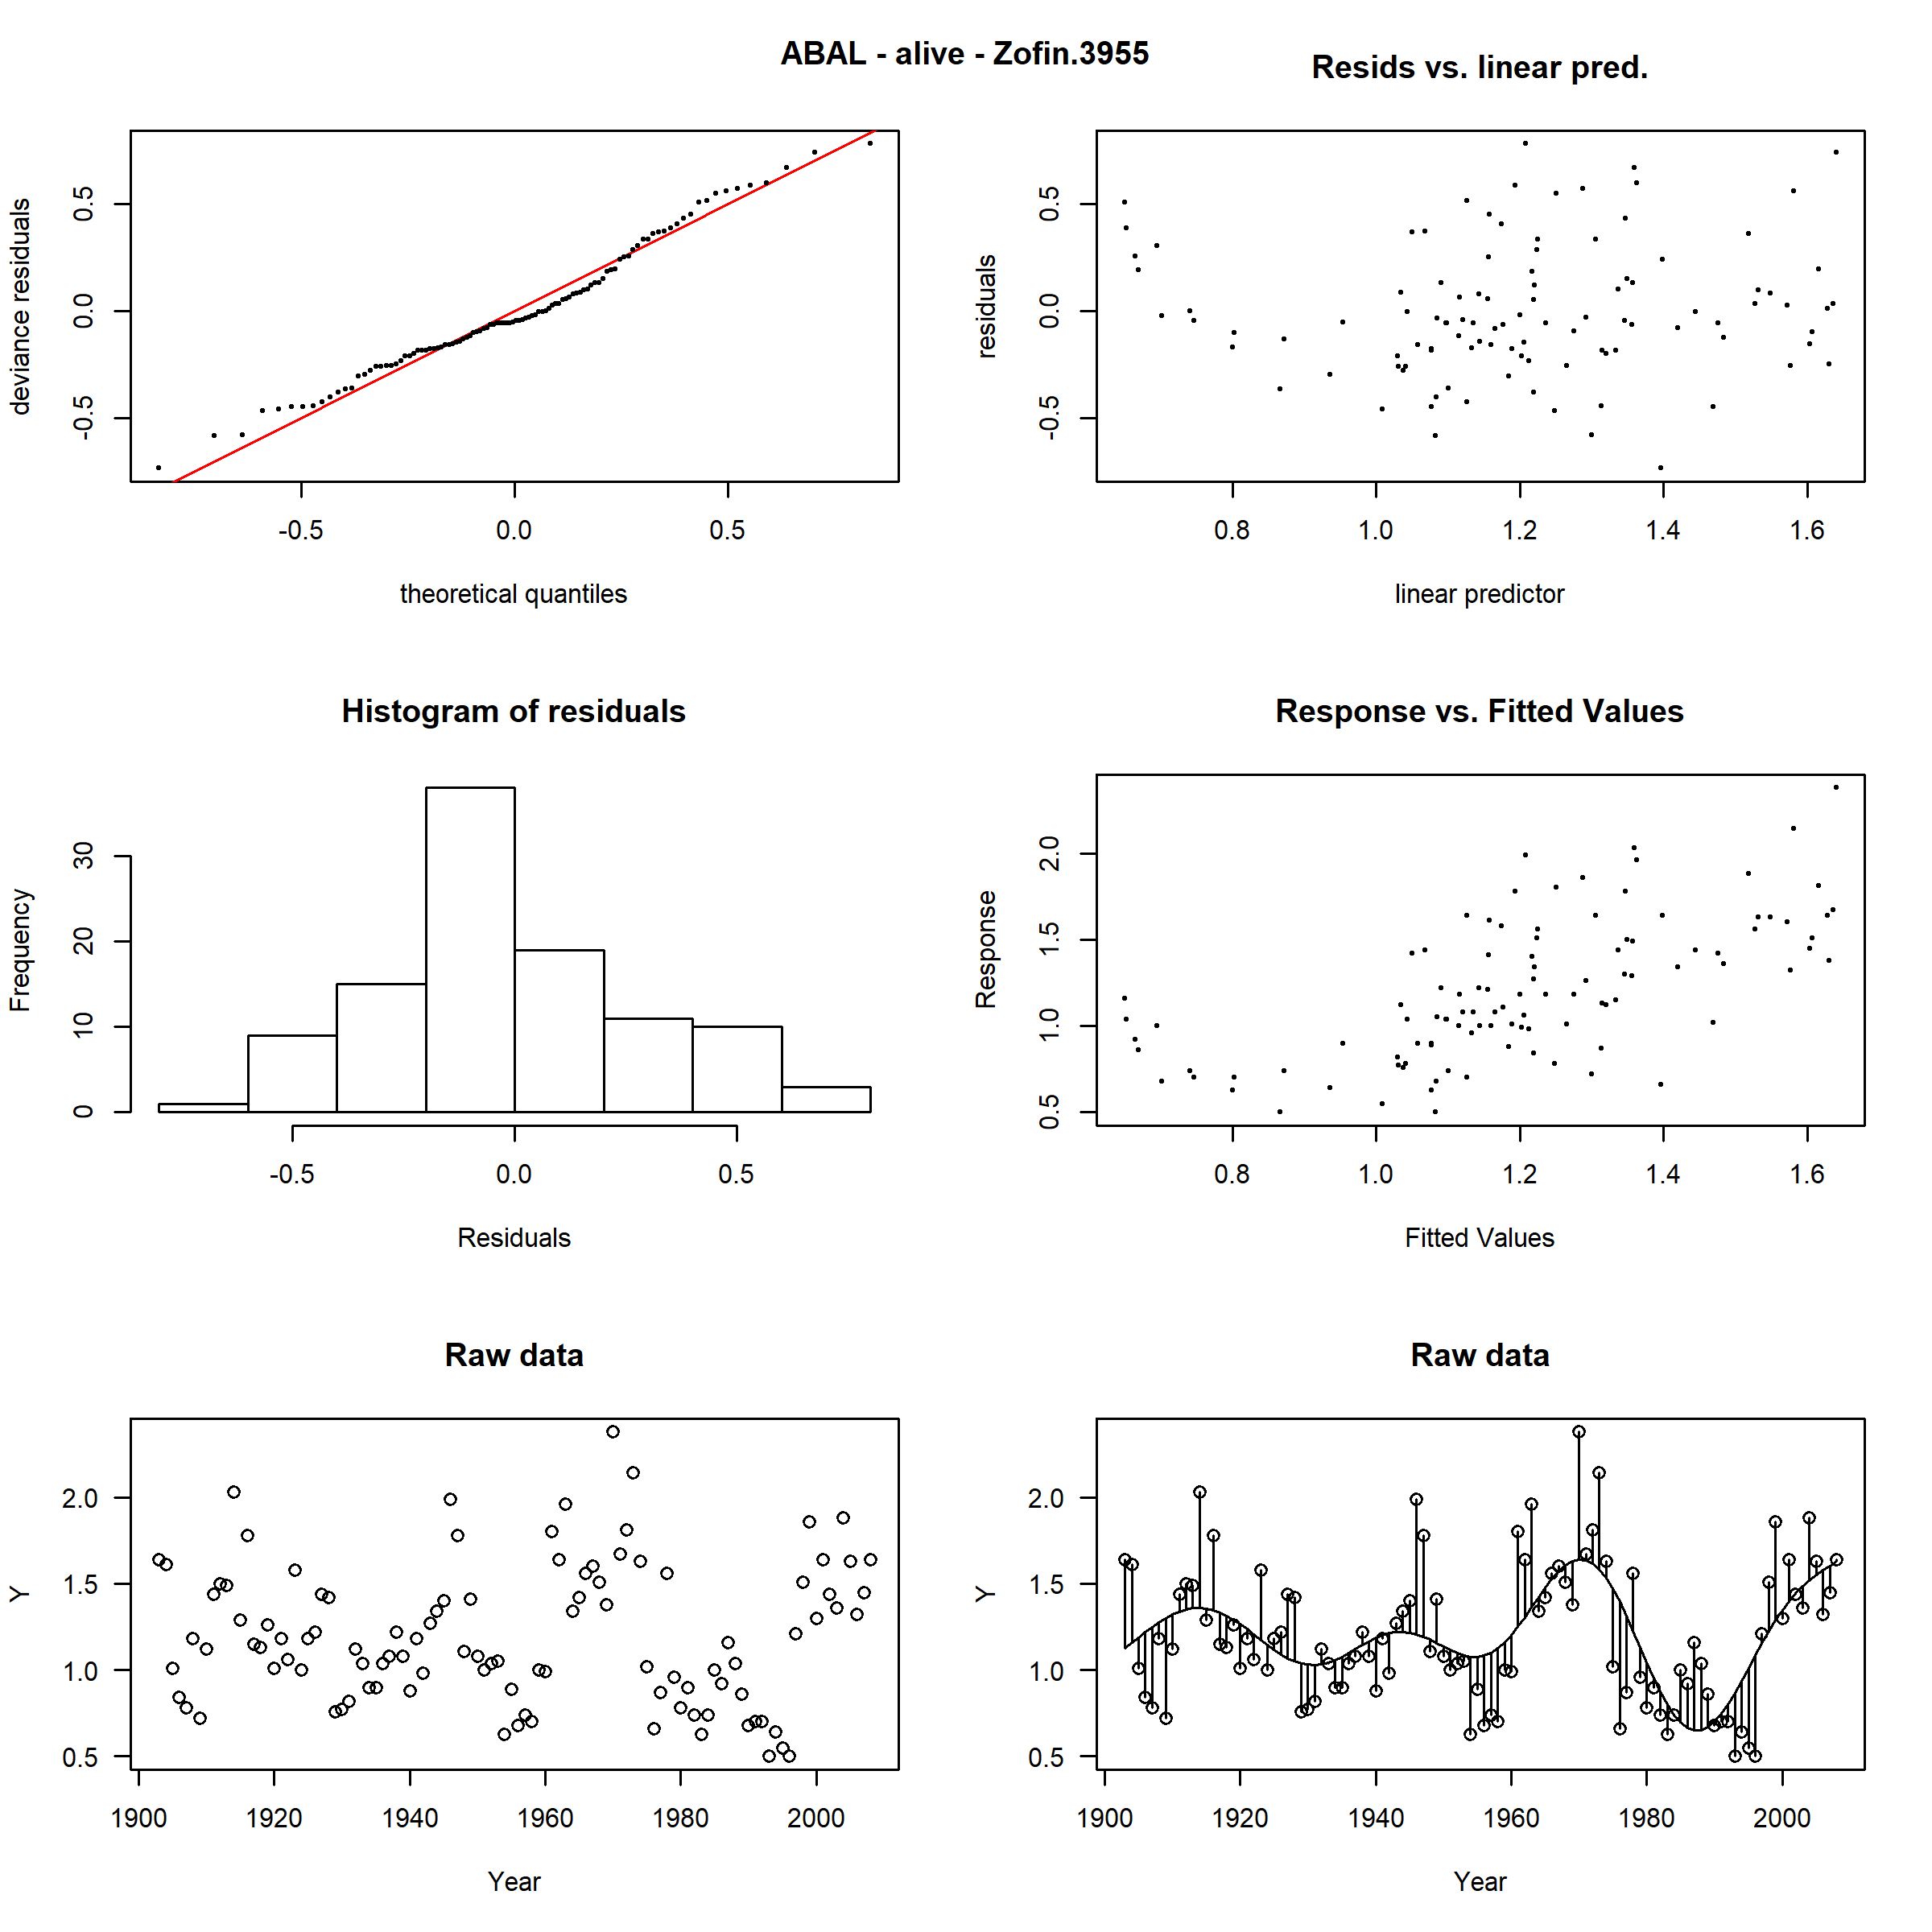 ABAL - alive - Zofin.3955
Resids vs. linear pred.
deviance residuals
0.5
0.0
-0.5
-0.5 0.0 0.5
theoretical quantiles
residuals
0.5
0.0
-0.5
0.8 1.0 1.2 1.4 1.6
linear predictor
Histogram of residuals
Frequency
30
20
10
0
-0.5 0.0 0.5
Residuals
Response vs. Fitted Values
Response
2.0
1.5
1.0
0.5
0.8 1.0 1.2 1.4 1.6
Fitted Values
Raw data
Y
2.0
1.5
1.0
0.5
1900 1920 1940 1960 1980 2000
Year
Raw data
Y
2.0
1.5
1.0
0.5
1900 1920 1940 1960 1980 2000
Year